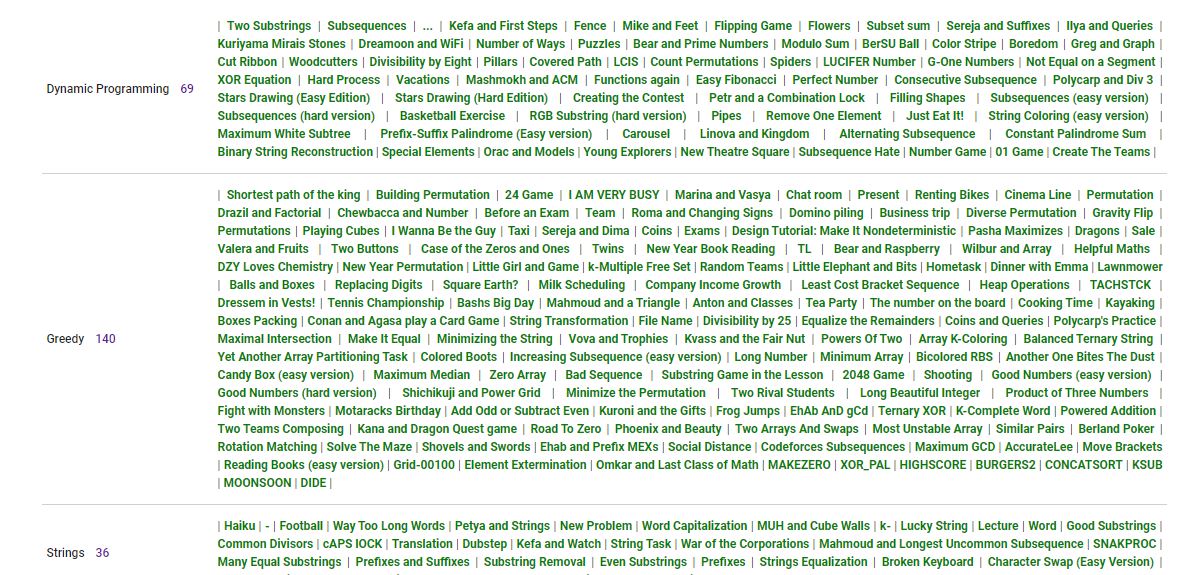 | Two Substrings | Subsequences | ... | Kefa and First Steps | Fence | Mike and Feet | Flipping Game | Flowers | Subset sum | Sereja and Suffixes | Ilya and Queries |
Kuriyama Mirais Stones | Dreamoon and WiFi | Number of Ways | Puzzles | Bear and Prime Numbers | Modulo Sum | BerSU Ball | Color Stripe | Boredom | Greg and Graph |
Cut Ribbon | Woodcutters | Divisibility by Eight | Pillars | Covered Path | LCIS | Count Permutations | Spiders | LUCIFER Number | G-One Numbers | Not Equal on a Segment |
XOR Equation | Hard Process | Vacations | Mashmokh and ACM | Functions again | Easy Fibonacci | Perfect Number | Consecutive Subsequence | Polycarp and Div 3 |
Dynamic Programming 69
Stars Drawing (Easy Edition) | Stars Drawing (Hard Edition) | Creating the Contest | Petr and a Combination Lock | Filling Shapes | Subsequences (easy version) |
Subsequences (hard version) | Basketball Exercise | RGB Substring (hard version) | Pipes | Remove One Element | Just Eat It! | String Coloring (easy version) |
Maximum White Subtree | Prefix-Suffix Palindrome (Easy version) | Carousel | Linova and Kingdom | Alternating Subsequence | Constant Palindrome Sum |
Binary String Reconstruction | Special Elements | Orac and Models | Young Explorers | New Theatre Square | Subsequence Hate | Number Game | 01 Game | Create The Teams |
| Shortest path of the king | Building Permutation | 24 Game | I AM VERY BUSY | Marina and Vasya | Chat room | Present | Renting Bikes | Cinema Line | Permutation |
Drazil and Factorial | Chewbacca and Number | Before an Exam | Team | Roma and Changing Signs | Domino piling | Business trip | Diverse Permutation | Gravity Flip |
Permutations | Playing Cubes | I Wanna Be the Guy | Taxi | Sereja and Dima | Coins | Exams | Design Tutorial: Make It Nondeterministic | Pasha Maximizes | Dragons | Sale |
Valera and Fruits | Two Buttons | Case of the Zeros and Ones | Twins | New Year Book Reading | TL | Bear and Raspberry | Wilbur and Array | Helpful Maths |
DZY Loves Chemistry | New Year Permutation | Little Girl and Game | k-Multiple Free Set | Random Teams | Little Elephant and Bits | Hometask | Dinner with Emma | Lawnmower
| Balls and Boxes | Replacing Digits | Square Earth? | Milk Scheduling | Company Income Growth | Least Cost Bracket Sequence | Heap Operations | TACHSTCK |
Dressem in Vests! | Tennis Championship | Bashs Big Day | Mahmoud and a Triangle | Anton and Classes | Tea Party | The number on the board | Cooking Time | Kayaking |
Boxes Packing | Conan and Agasa play a Card Game | String Transformation | File Name | Divisibility by 25 | Equalize the Remainders | Coins and Queries | Polycarp's Practice |
Greedy 140
Maximal Intersection | Make It Equal | Minimizing the String | Vova and Trophies | Kvass and the Fair Nut | Powers Of Two | Array K-Coloring | Balanced Ternary String |
Yet Another Array Partitioning Task | Colored Boots | Increasing Subsequence (easy version) | Long Number | Minimum Array | Bicolored RBS | Another One Bites The Dust |
Candy Box (easy version) | Maximum Median | Zero Array | Bad Sequence | Substring Game in the Lesson | 2048 Game | Shooting | Good Numbers (easy version) |
Good Numbers (hard version) | Shichikuji and Power Grid | Minimize the Permutation | Two Rival Students | Long Beautiful Integer | Product of Three Numbers |
Fight with Monsters | Motaracks Birthday | Add Odd or Subtract Even | Kuroni and the Gifts | Frog Jumps | EhAb AnD gCd | Ternary XOR | K-Complete Word | Powered Addition |
Two Teams Composing | Kana and Dragon Quest game | Road To Zero | Phoenix and Beauty | Two Arrays And Swaps | Most Unstable Array | Similar Pairs | Berland Poker |
Rotation Matching | Solve The Maze | Shovels and Swords | Ehab and Prefix MEXs | Social Distance | Codeforces Subsequences | Maximum GCD | AccurateLee | Move Brackets
| Reading Books (easy version) | Grid-00100 | Element Extermination | Omkar and Last Class of Math | MAKEZERO | XOR_PAL | HIGHSCORE | BURGERS2 | CONCATSORT | KSUB
| MOONSOON | DIDE |
| Haiku | - | Football | Way Too Long Words | Petya and Strings | New Problem | Word Capitalization | MUH and Cube Walls | k- | Lucky String | Lecture | Word | Good Substrings |
Common Divisors | cAPS lOCK | Translation | Dubstep | Kefa and Watch | String Task | War of the Corporations | Mahmoud and Longest Uncommon Subsequence | SNAKPROC |
Strings 36
Many Equal Substrings | Prefixes and Suffixes | Substring Removal | Even Substrings | Prefixes | Strings Equalization | Broken Keyboard | Character Swap (Easy Version) |